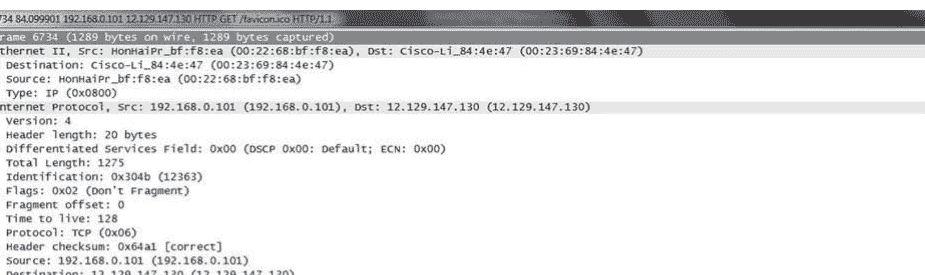 734 84.099901 192.168.0.101 12.129.147.130 HTTP GET /favicon.ico HTTP/1.1
rame 6734 (1289 bytes on wire, 1289 bytes captured)
thernet II, Src: HonHaiPr_bf:f8:ea (00:22:68:bf:f8:ea), Dst: Cisco-Li_84:4e:47 (00:23:69:84:4e:47)
Destination: Cisco-Li_84:4e:47 (00:23:69:84:4e:47)
Source: HonHaiPr_bf:f8:ea (00:22:68:bf:f8:ea)
Type: IP (0x0800)
nternet Protocol, Src: 192.168.0.101 (192.168.0.101), Dst: 12.129.147.130 (12.129.147.130)
Version: 4
Header length: 20 bytes
Differentiated Services Field: 0x00 (DSCP 0x00: Default; ECN: 0x00)
Total Length: 1275
Identification: 0x304b (12363)
Flags: 0x02 (Don't Fragment)
Fragment offset: 0
Time to live: 128
Protocol: TCP (0x06)
Header checksum: 0x64a1 [correct]
Source: 192.168.0.101 (192.168.0.101)
Destination: 12.129.147.130 (12.129.147.130)